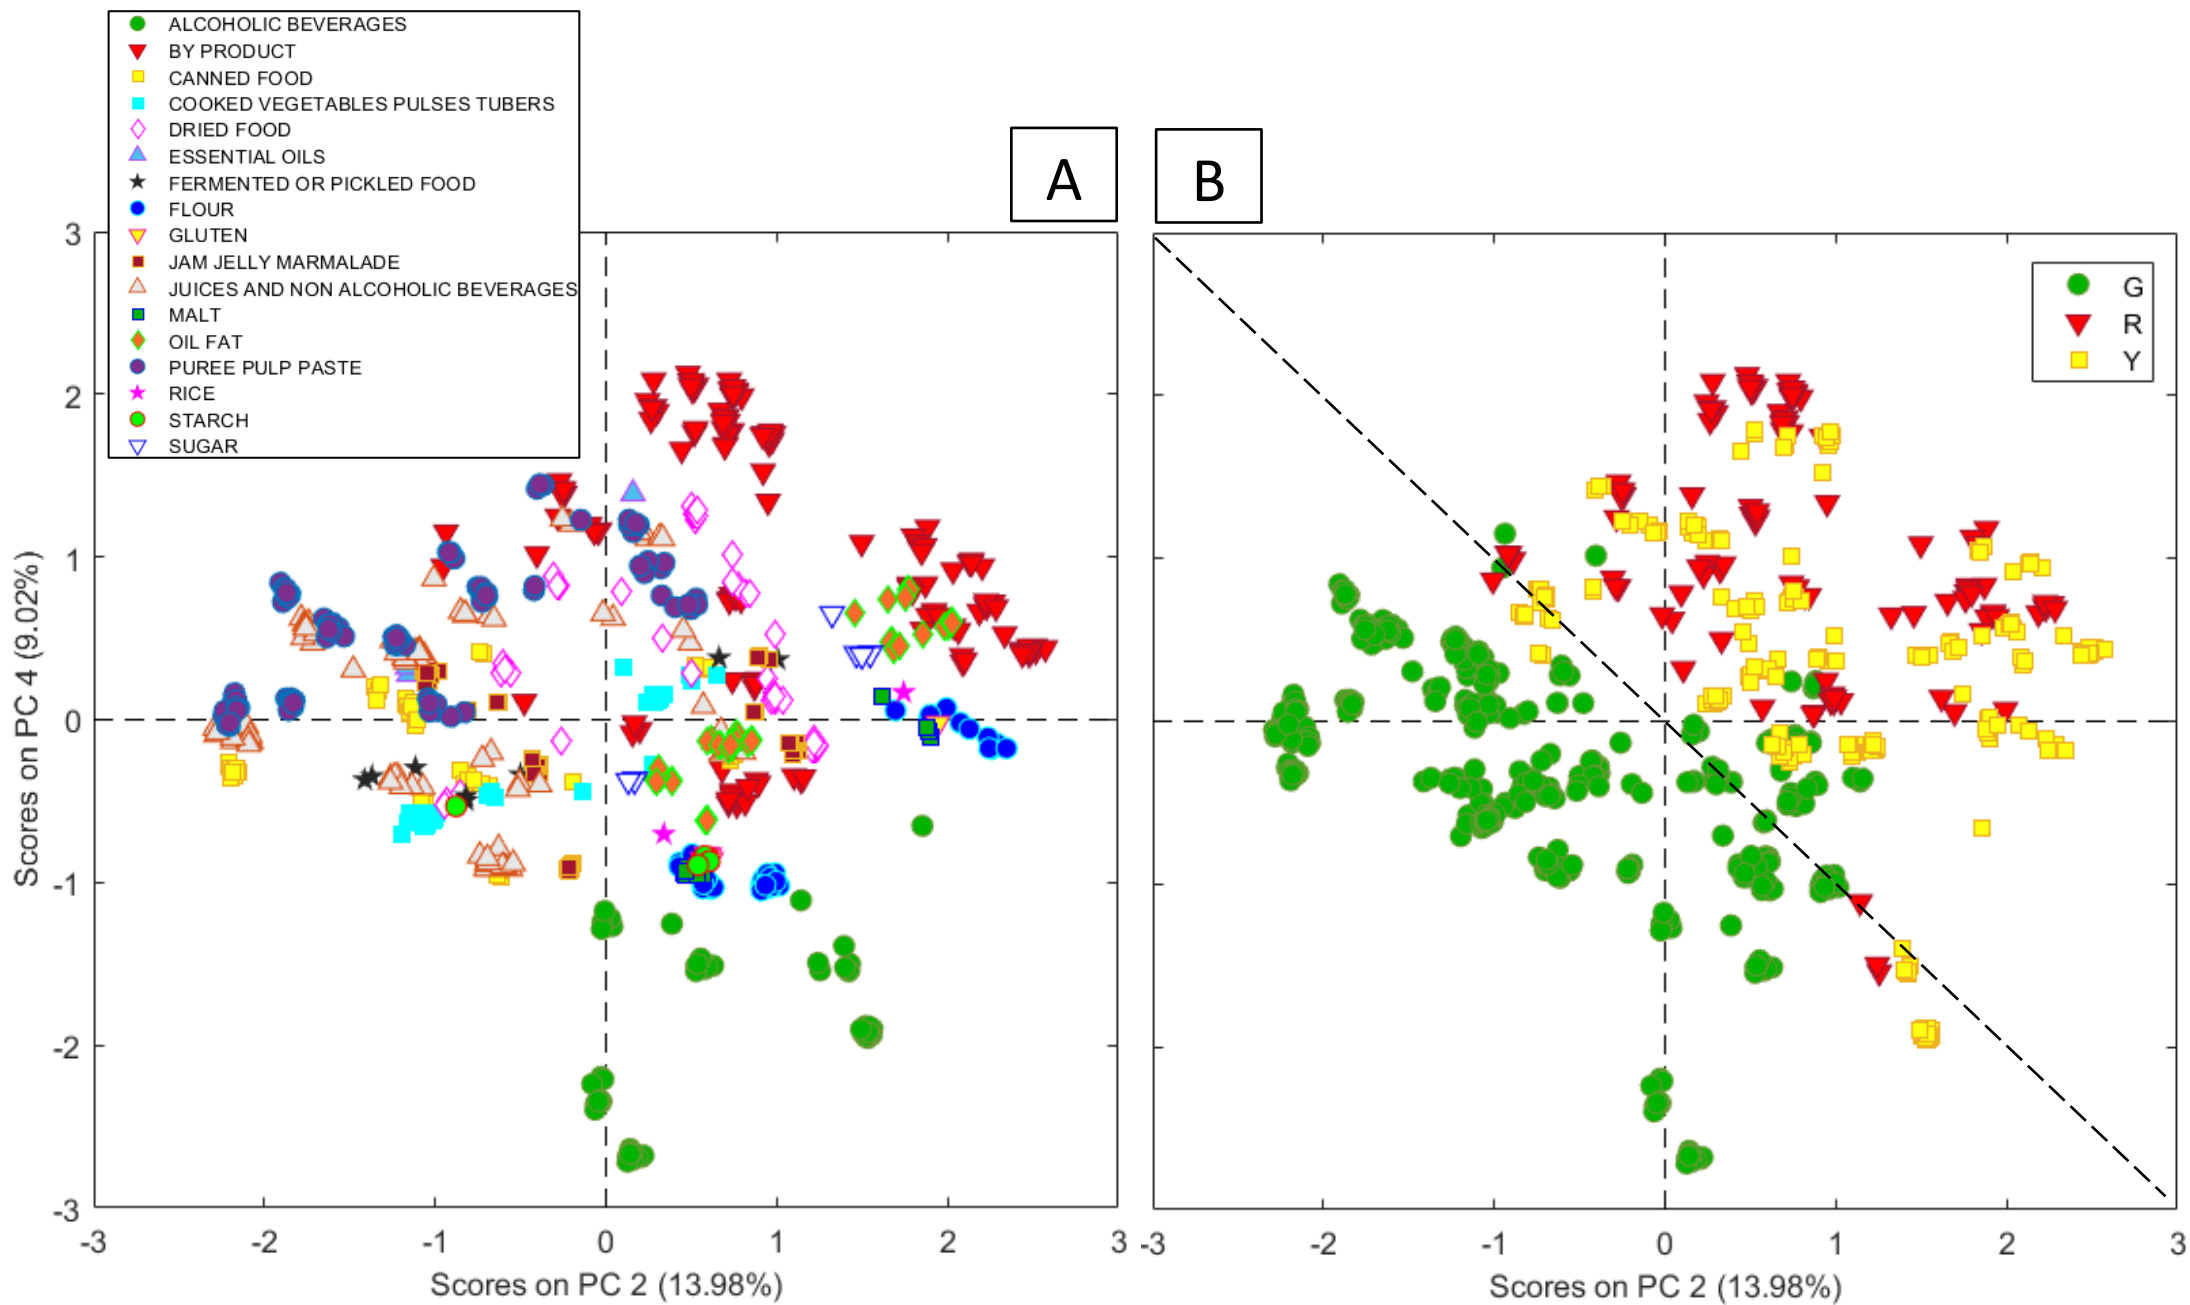 ALCOHOLIC BEVERAGES
BY PRODUCT
CANNED FOOD
COOKED VEGETABLES PULSES TUBERS
DRIED FOOD
ESSENTIAL OILS
FERMENTED OR PICKLED FOOD
FLOUR
GLUTEN
JAM JELLY MARMALADE
JUICES AND NON ALCOHOLIC BEVERAGES
MALT
OIL FAT
PUREE PULP PASTE
RICE
STARCH
SUGAR
A
B
G
R
Y
3
2
1
0
-1
-2
-3
Scores on PC 4 (9.02%)
-3 -2 -1 0 1 2 3
Scores on PC 2 (13.98%)
-3 -2 -1 0 1 2 3
Scores on PC 2 (13.98%)